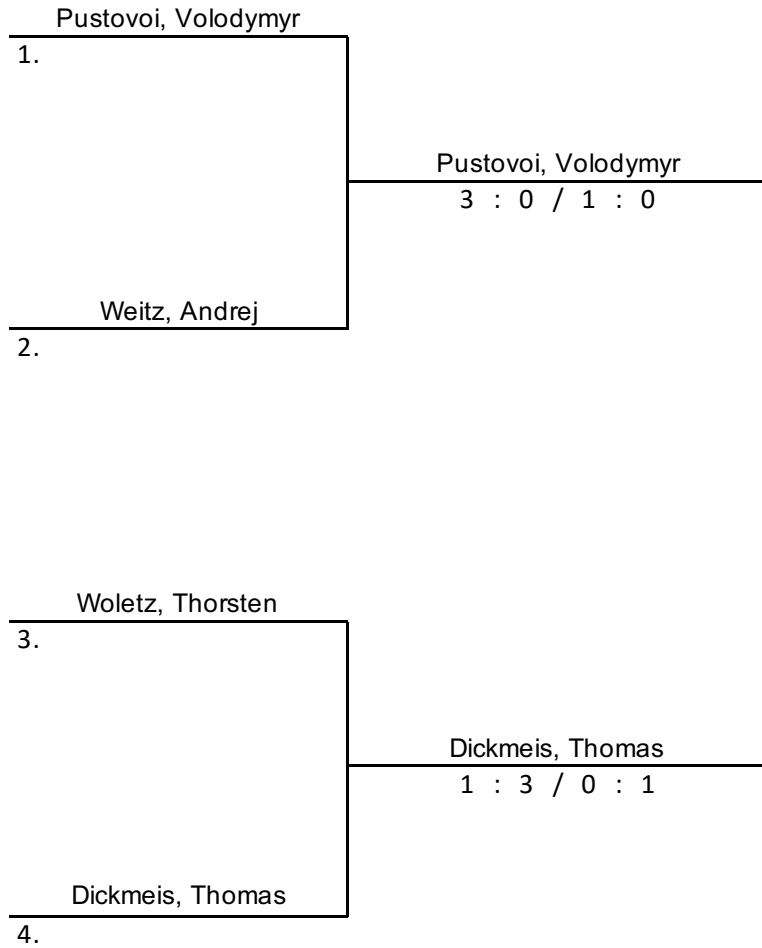 Pustovoi, Volodymyr
1.
Pustovoi, Volodymyr
3 : 0 / 1 : 0
Weitz, Andrej
2.
Woletz, Thorsten
3.
Dickmeis, Thomas
1 : 3 / 0 : 1
Dickmeis, Thomas
4.